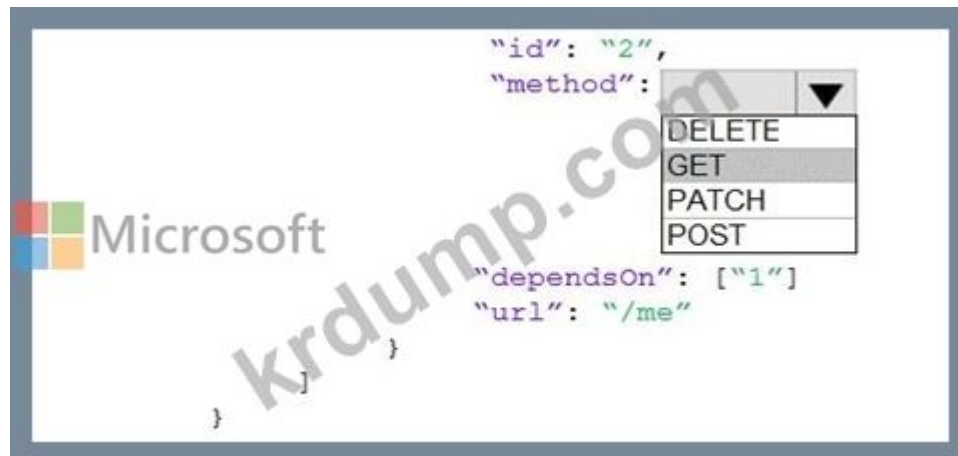 “id”: “2”,
“method”:
DELETE
GET
PATCH
POST
Microsoft
“dependsOn”: [“1”]
“url”: “/me”
}
]
}
krdump.com